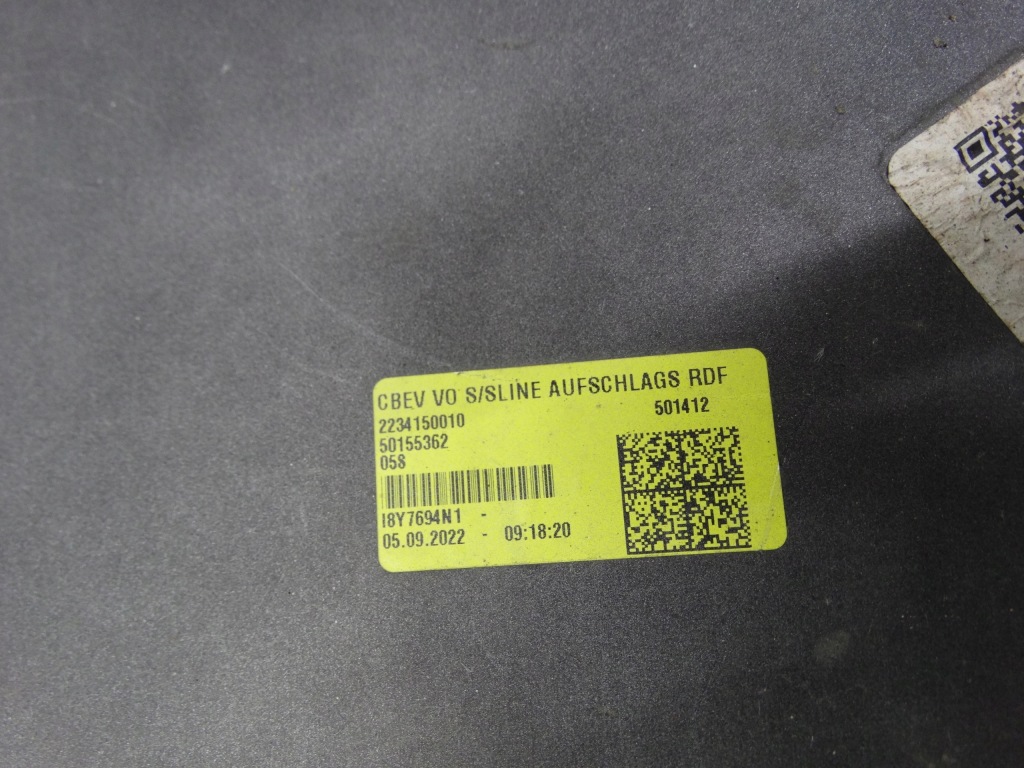 CBEV VO S/SLINE AUFSCHLAGS RDF
2234150010 501412
50155362
058
I8Y7694N1 -
05.09.2022 - 09:18:20